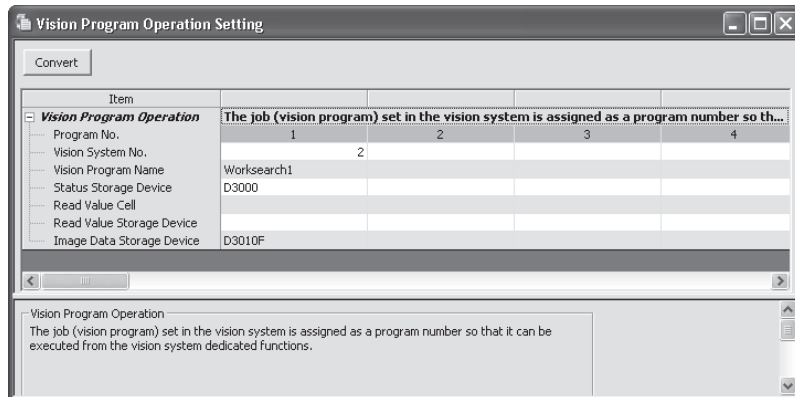 Vision Program Operation Setting
Convert
Item
Vision Program Operation The job (vision program) set in the vision system is assigned as a program number so th...
Program No. 1 2 3 4
Vision System No. 2
Vision Program Name Worksearch1
Status Storage Device D3000
Read Value Cell
Read Value Storage Device
Image Data Storage Device D3010F
Vision Program Operation
The job (vision program) set in the vision system is assigned as a program number so that it can be
executed from the vision system dedicated functions.